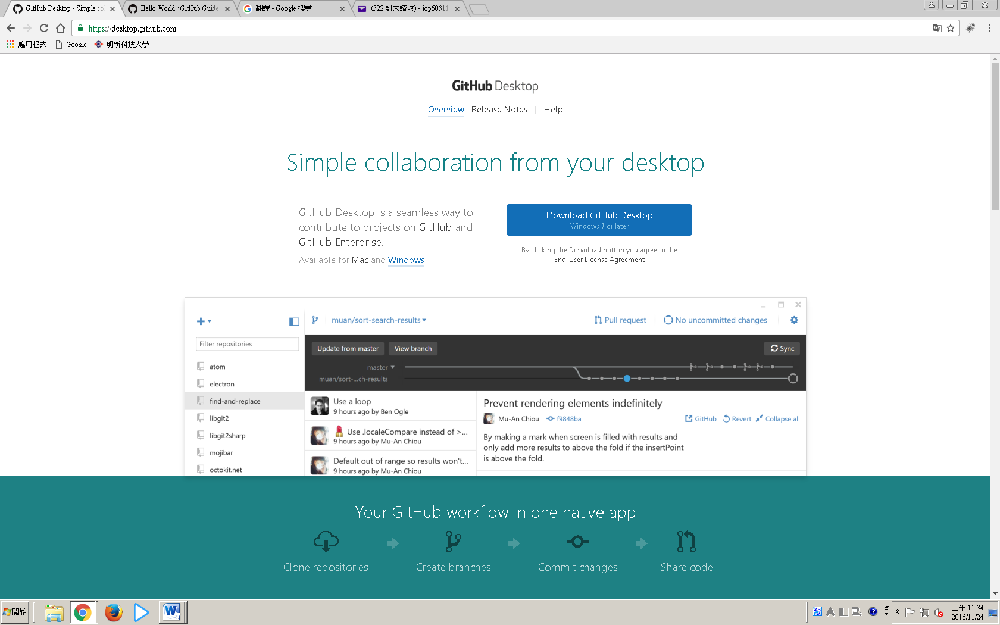 GitHub Desktop - Simple co
Hello World · GitHub Guide
翻譯 - Google 搜尋
(322 封未讀取) - iop60311
https://desktop.github.com
應用程式
Google
明新科技大學
GitHub Desktop
Overview
Release Notes
Help
Simple collaboration from your desktop
GitHub Desktop is a seamless way to
contribute to projects on GitHub and
GitHub Enterprise.
Available for Mac and Windows
Download GitHub Desktop
Windows 7 or later
By clicking the Download button you agree to the
End-User License Agreement
muan/sort-search-results
Pull request
No uncommitted changes
Filter repositories
atom
electron
find-and-replace
libgit2
libgit2sharp
mojibar
octokit.net
Update from master
View branch
Sync
master
muan/sort-...ch-results
Use a loop
9 hours ago by Ben Ogle
Use .localeCompare instead of >...
9 hours ago by Mu-An Chiou
Default out of range so results won't...
9 hours ago by Mu-An Chiou
Prevent rendering elements indefinitely
Mu-An Chiou
f9848ba
GitHub
Revert
Collapse all
By making a mark when screen is filled with results and
only add more results to above the fold if the insertPoint
is above the fold.
Your GitHub workflow in one native app
Clone repositories
Create branches
Commit changes
Share code
開始
上午 11:34
2016/11/24